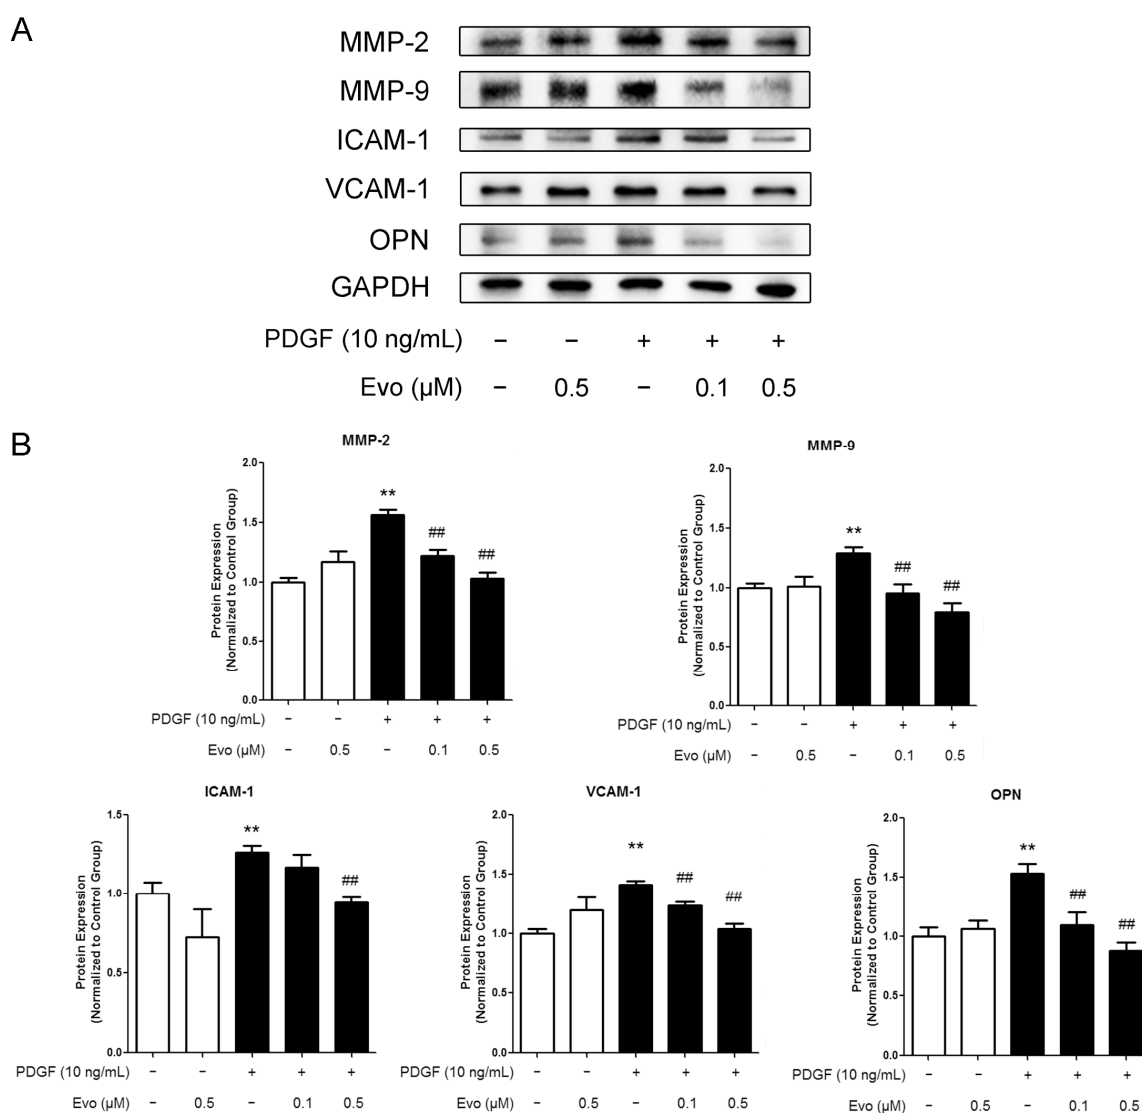 A
MMP-2
MMP-9
ICAM-1
VCAM-1
OPN
GAPDH
PDGF (10 ng/mL) − − + + +
Evo (μM) − 0.5 − 0.1 0.5
B
MMP-2
Protein Expression
(Normalized to Control Group)
2.0
1.5
1.0
0.5
0.0
**
##
##
PDGF (10 ng/mL) − − + + +
Evo (μM) − 0.5 − 0.1 0.5
MMP-9
Protein Expression
(Normalized to Control Group)
2.0
1.5
1.0
0.5
0.0
**
##
##
PDGF (10 ng/mL) − − + + +
Evo (μM) − 0.5 − 0.1 0.5
ICAM-1
Protein Expression
(Normalized to Control Group)
1.5
1.0
0.5
0.0
**
##
PDGF (10 ng/mL) − − + + +
Evo (μM) − 0.5 − 0.1 0.5
VCAM-1
Protein Expression
(Normalized to Control Group)
2.0
1.5
1.0
0.5
0.0
**
##
##
PDGF (10 ng/mL) − − + + +
Evo (μM) − 0.5 − 0.1 0.5
OPN
Protein Expression
(Normalized to Control Group)
2.0
1.5
1.0
0.5
0.0
**
##
##
PDGF (10 ng/mL) − − + + +
Evo (μM) − 0.5 − 0.1 0.5